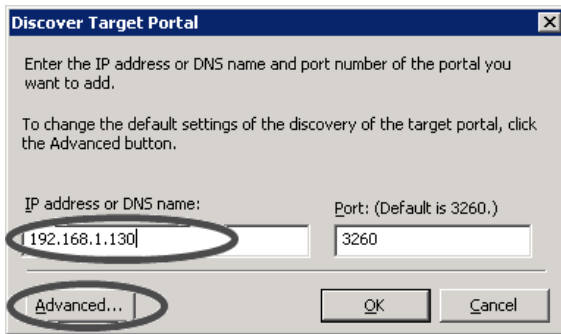 Discover Target Portal
Enter the IP address or DNS name and port number of the portal you
want to add.
To change the default settings of the discovery of the target portal, click
the Advanced button.
IP address or DNS name:
Port: (Default is 3260.)
192.168.1.130
3260
Advanced...
OK
Cancel